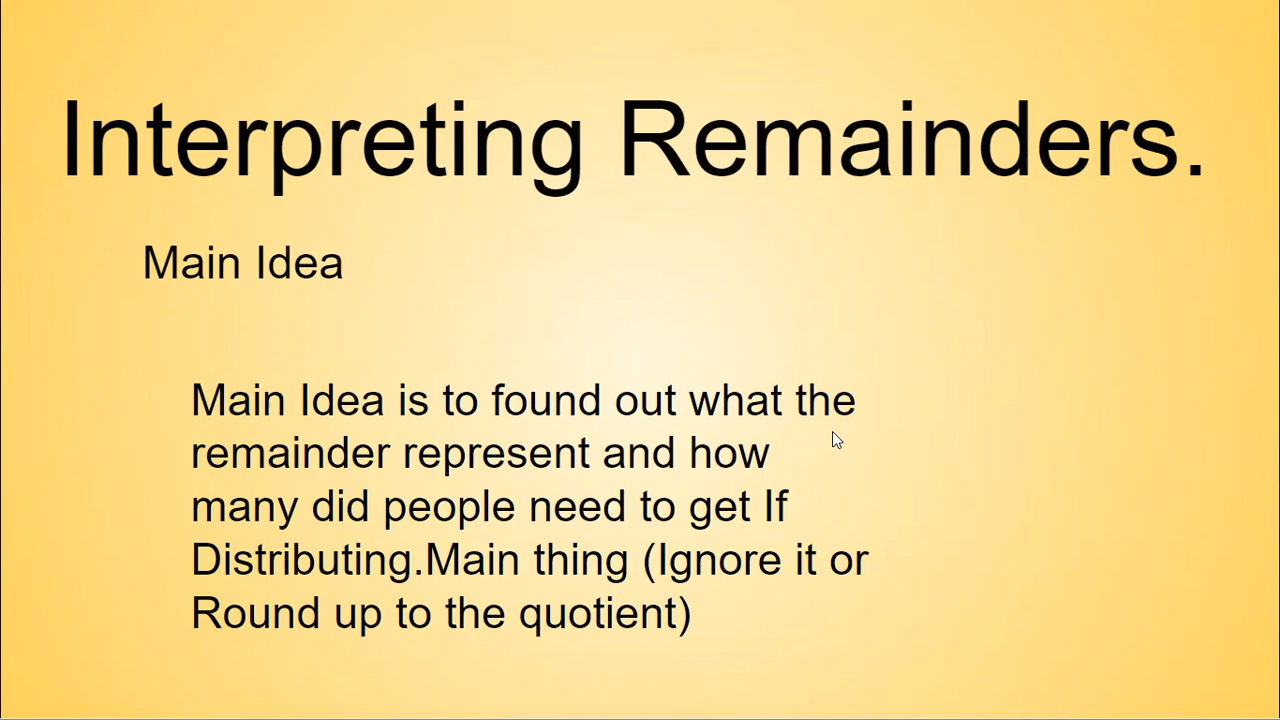 Interpreting Remainders.
Main Idea
Main Idea is to found out what the
remainder represent and how
many did people need to get If
Distributing.Main thing (Ignore it or
Round up to the quotient)